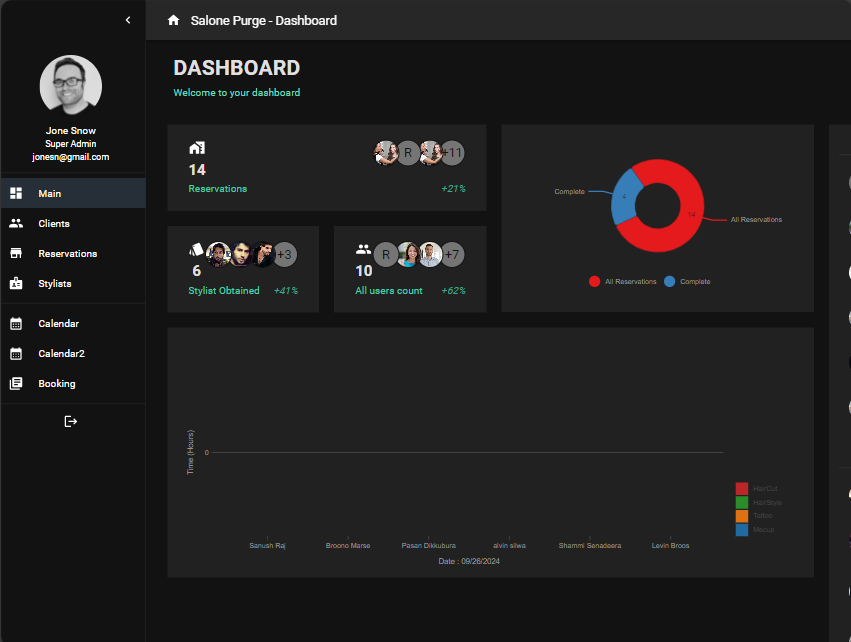 Salone Purge - Dashboard
Jone Snow
Super Admin
jonesn@gmail.com
Main
Clients
Reservations
Stylists
Calendar
Calendar2
Booking
DASHBOARD
Welcome to your dashboard
R
+11
14
Reservations
+21%
+3
6
Stylist Obtained
+41%
R
+7
10
All users count
+62%
Complete
4
14
All Reservations
All Reservations
Complete
Time (Hours)
0
HairCut
HairStyle
Tattoo
Sanush Raj
Broono Marse
Pasan Dikkubura
alvin silwa
Shammi Senadeera
Levin Broos
Date : 09/26/2024